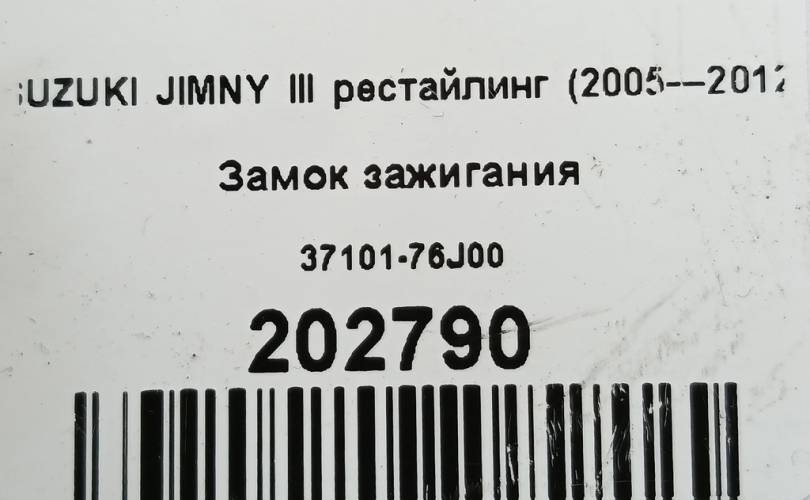 SUZUKI JIMNY III рестайлинг (2005-—2012
Замок зажигания
37101-76J00
202790